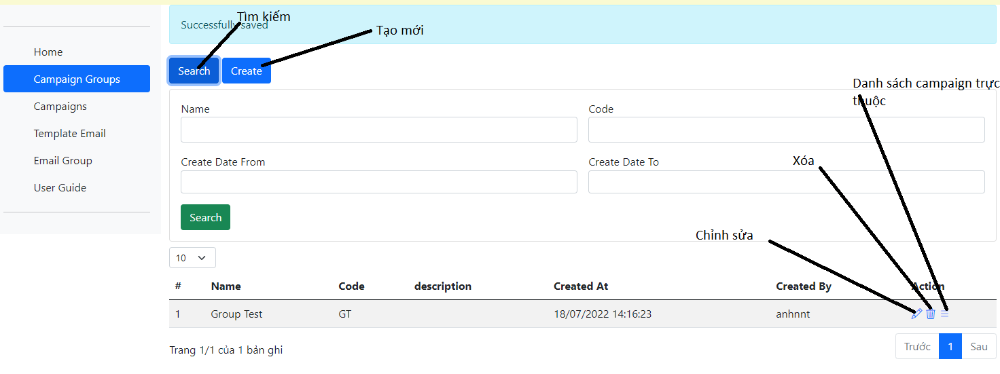 Tìm kiếm
Successfully saved
Tạo mới
Home
Campaign Groups
Campaigns
Template Email
Email Group
User Guide
Search Create
Danh sách campaign trực
thuộc
Name Code
Create Date From Create Date To
Xóa
Search
Chỉnh sửa
10
# Name Code description Created At Created By Action
1 Group Test GT 18/07/2022 14:16:23 anhnnt
Trang 1/1 của 1 bản ghi
Trước 1 Sau